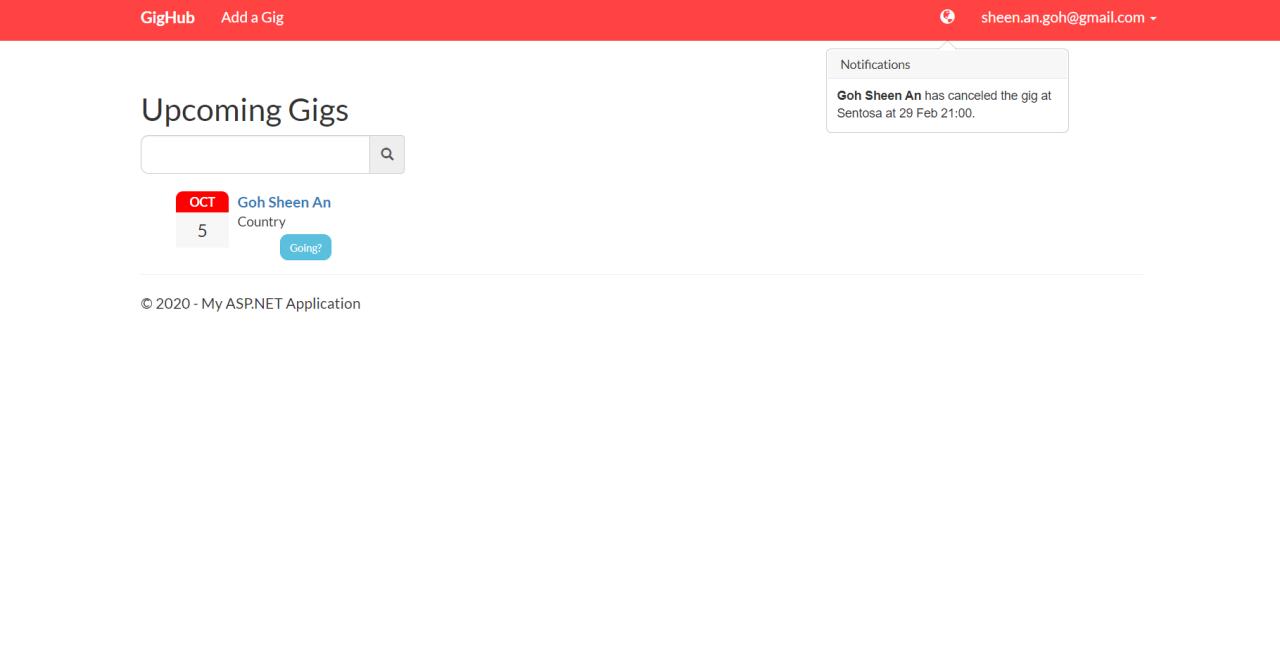 GigHub Add a Gig sheen.an.goh@gmail.com
Notifications
Goh Sheen An has canceled the gig at
Sentosa at 29 Feb 21:00.
Upcoming Gigs
OCT
5
Goh Sheen An
Country
Going?
© 2020 - My ASP.NET Application